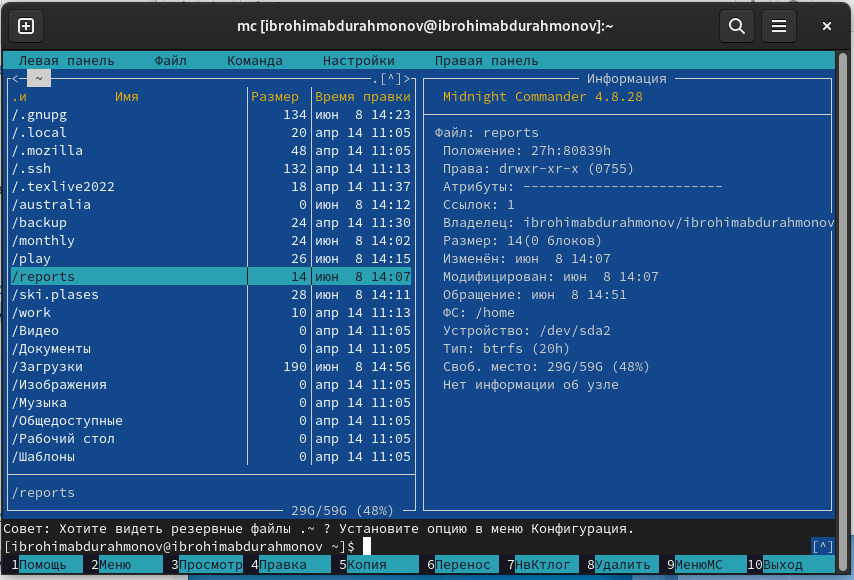 mc [ibrohimabdurahmonov@ibrohimabdurahmonov]:~
Левая панель Файл Команда Настройки Правая панель
<─ ~ .[^]>
.и Имя Размер Время правки
/.gnupg 134 июн 8 14:23
/.local 20 апр 14 11:05
/.mozilla 48 апр 14 11:05
/.ssh 132 апр 14 11:13
/.texlive2022 18 апр 14 11:37
/australia 0 июн 8 14:12
/backup 24 апр 14 11:30
/monthly 24 июн 8 14:02
/play 26 июн 8 14:15
/reports 14 июн 8 14:07
/ski.plases 28 июн 8 14:11
/work 10 апр 14 11:13
/Видео 0 апр 14 11:05
/Документы 0 апр 14 11:05
/Загрузки 190 июн 8 14:56
/Изображения 0 апр 14 11:05
/Музыка 0 апр 14 11:05
/Общедоступные 0 апр 14 11:05
/Рабочий стол 0 апр 14 11:05
/Шаблоны 0 апр 14 11:05
/reports
29G/59G (48%)
Информация
Midnight Commander 4.8.28
Файл: reports
Положение: 27h:80839h
Права: drwxr-xr-x (0755)
Атрибуты: -------------------------
Ссылок: 1
Владелец: ibrohimabdurahmonov/ibrohimabdurahmonov
Размер: 14(0 блоков)
Изменён: июн 8 14:07
Модифицирован: июн 8 14:07
Обращение: июн 8 14:51
ФС: /home
Устройство: /dev/sda2
Тип: btrfs (20h)
Своб. место: 29G/59G (48%)
Нет информации об узле
Совет: Хотите видеть резервные файлы .~ ? Установите опцию в меню Конфигурация.
[ibrohimabdurahmonov@ibrohimabdurahmonov ~]$ [^]
1Помощь 2Меню 3Просмотр 4Правка 5Копия 6Перенос 7НвКтлог 8Удалить 9МенюMC 10Выход